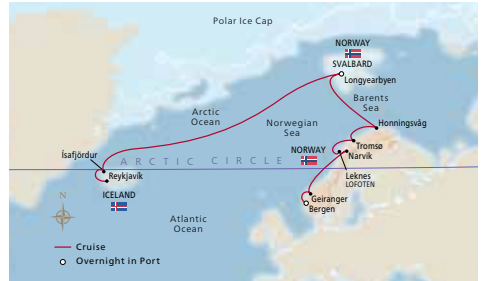 Polar Ice Cap
NORWAY
SVALBARD
Longyearbyen
Barents
Sea
Arctic
Ocean
Norwegian
Sea
Honningsvåg
Tromsø
NORWAY
Narvik
Ísafjördur
ARCTIC CIRCLE
Leknes
LOFOTEN
Reykjavík
ICELAND
Geiranger
Bergen
N
Atlantic
Ocean
Cruise
Overnight in Port